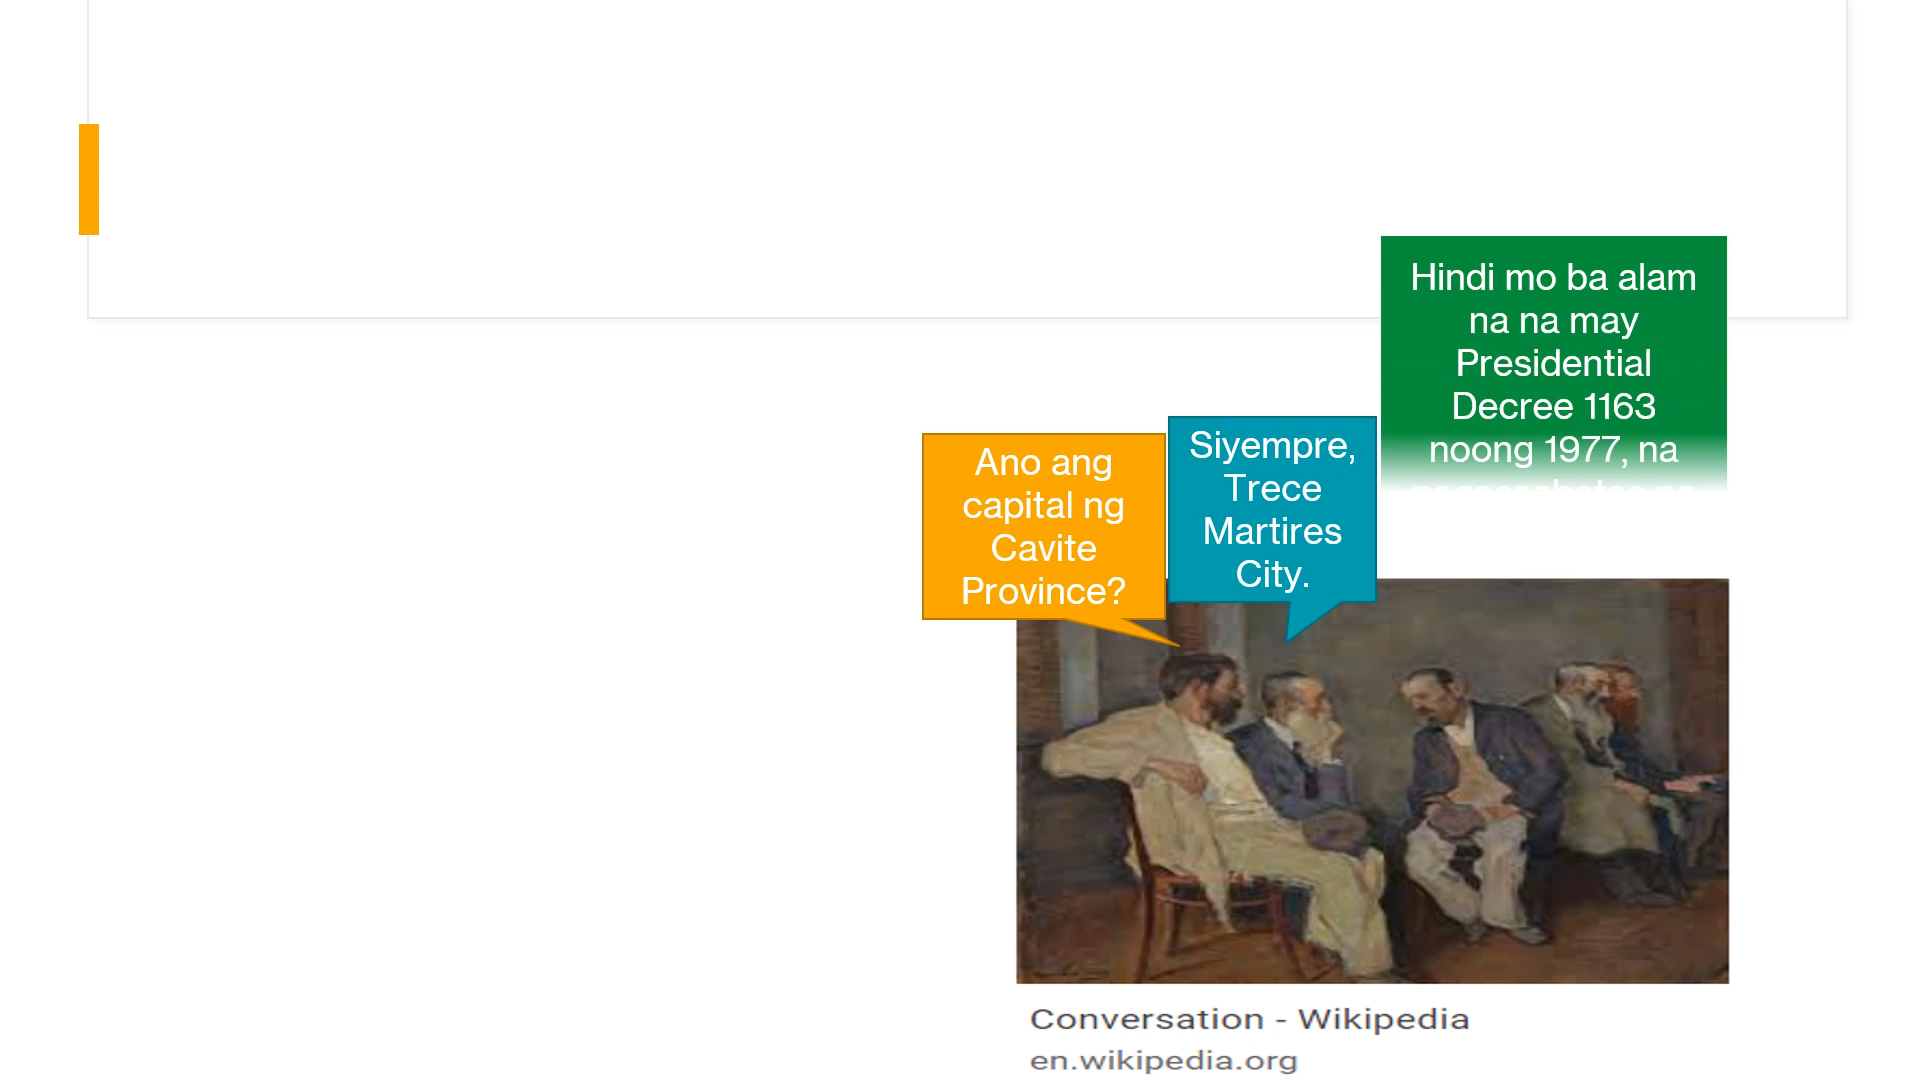 Ano ang
capital ng
Cavite
Province?
Siyempre,
Trece
Martires
City.
Hindi mo ba alam
na na may
Presidential
Decree 1163
noong 1977, na
Conversation - Wikipedia
en.wikipedia.org